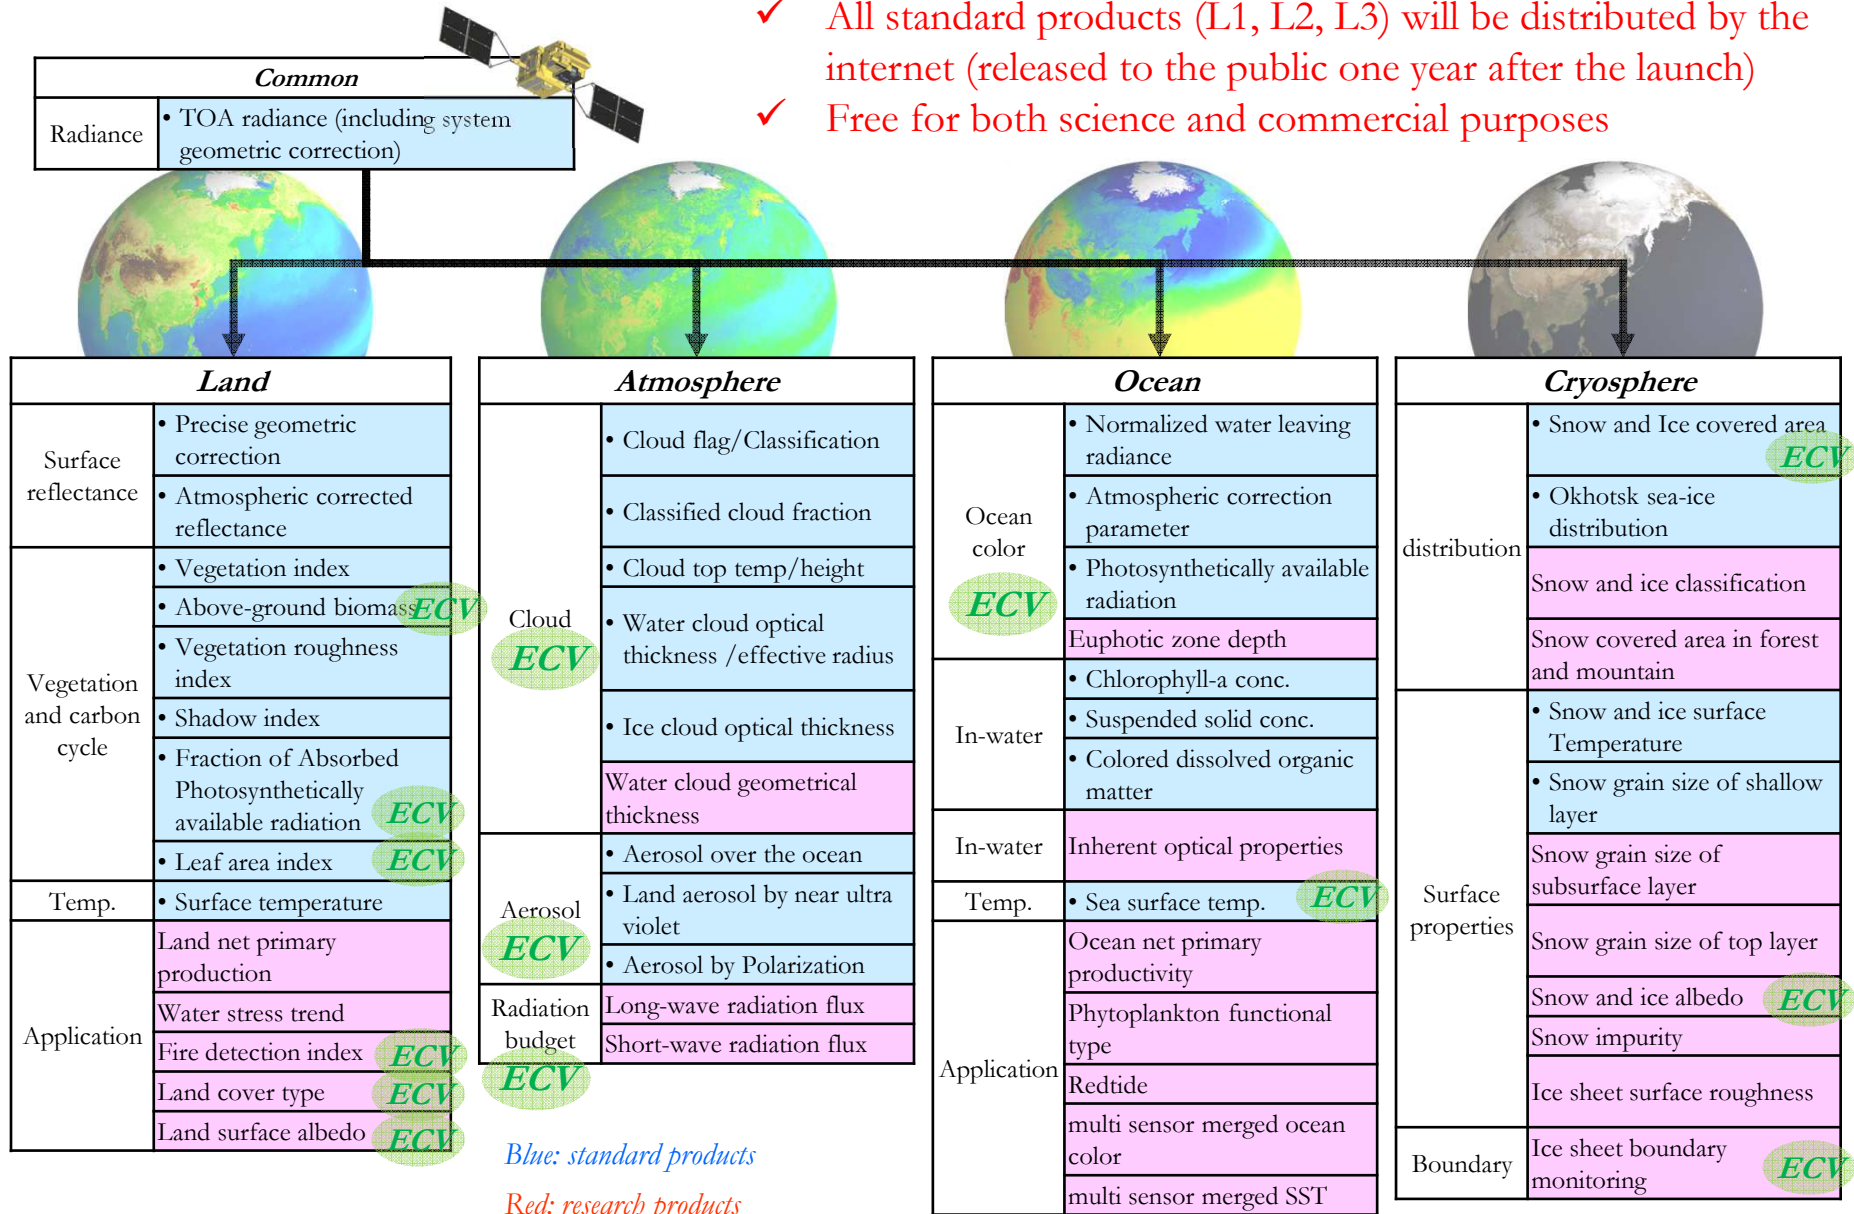 ✓ All standard products (L1, L2, L3) will be distributed by the
internet (released to the public one year after the launch)
✓ Free for both science and commercial purposes
Common
Radiance
• TOA radiance (including system
geometric correction)
Land
Surface
reflectance
• Precise geometric
correction
• Atmospheric corrected
reflectance
Vegetation
and carbon
cycle
• Vegetation index
• Above-ground biomass ECV
• Vegetation roughness
index
• Shadow index
• Fraction of Absorbed
Photosynthetically
available radiation ECV
• Leaf area index ECV
Temp.
• Surface temperature
Application
Land net primary
production
Water stress trend
Fire detection index ECV
Land cover type ECV
Land surface albedo ECV
Atmosphere
Cloud
ECV
• Cloud flag/Classification
• Classified cloud fraction
• Cloud top temp/height
• Water cloud optical
thickness /effective radius
• Ice cloud optical thickness
Water cloud geometrical
thickness
Aerosol
ECV
• Aerosol over the ocean
• Land aerosol by near ultra
violet
• Aerosol by Polarization
Radiation
budget
ECV
Long-wave radiation flux
Short-wave radiation flux
Blue: standard products
Red: research products
Ocean
Ocean
color
ECV
• Normalized water leaving
radiance
• Atmospheric correction
parameter
• Photosynthetically available
radiation
Euphotic zone depth
In-water
• Chlorophyll-a conc.
• Suspended solid conc.
• Colored dissolved organic
matter
In-water
Inherent optical properties
Temp.
• Sea surface temp. ECV
Application
Ocean net primary
productivity
Phytoplankton functional
type
Redtide
multi sensor merged ocean
color
multi sensor merged SST
Cryosphere
distribution
• Snow and Ice covered area
ECV
• Okhotsk sea-ice
distribution
Snow and ice classification
Snow covered area in forest
and mountain
Surface
properties
• Snow and ice surface
Temperature
• Snow grain size of shallow
layer
Snow grain size of
subsurface layer
Snow grain size of top layer
Snow and ice albedo ECV
Snow impurity
Ice sheet surface roughness
Boundary
Ice sheet boundary
monitoring ECV